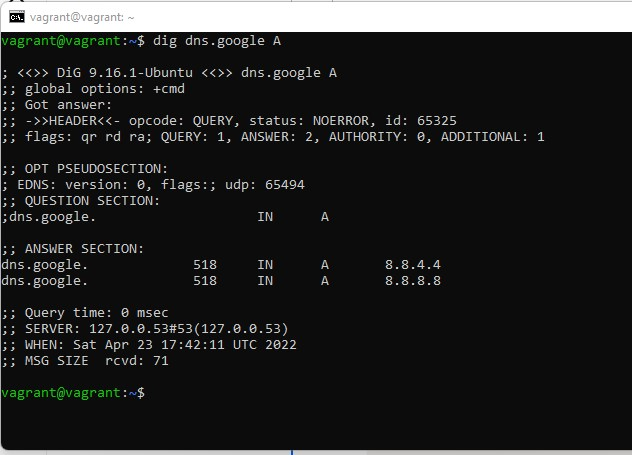 vagrant@vagrant: ~
vagrant@vagrant:~$ dig dns.google A
; <<>> DiG 9.16.1-Ubuntu <<>> dns.google A
;; global options: +cmd
;; Got answer:
;; ->>HEADER<<- opcode: QUERY, status: NOERROR, id: 65325
;; flags: qr rd ra; QUERY: 1, ANSWER: 2, AUTHORITY: 0, ADDITIONAL: 1
;; OPT PSEUDOSECTION:
; EDNS: version: 0, flags:; udp: 65494
;; QUESTION SECTION:
;dns.google. IN A
;; ANSWER SECTION:
dns.google. 518 IN A 8.8.4.4
dns.google. 518 IN A 8.8.8.8
;; Query time: 0 msec
;; SERVER: 127.0.0.53#53(127.0.0.53)
;; WHEN: Sat Apr 23 17:42:11 UTC 2022
;; MSG SIZE rcvd: 71
vagrant@vagrant:~$